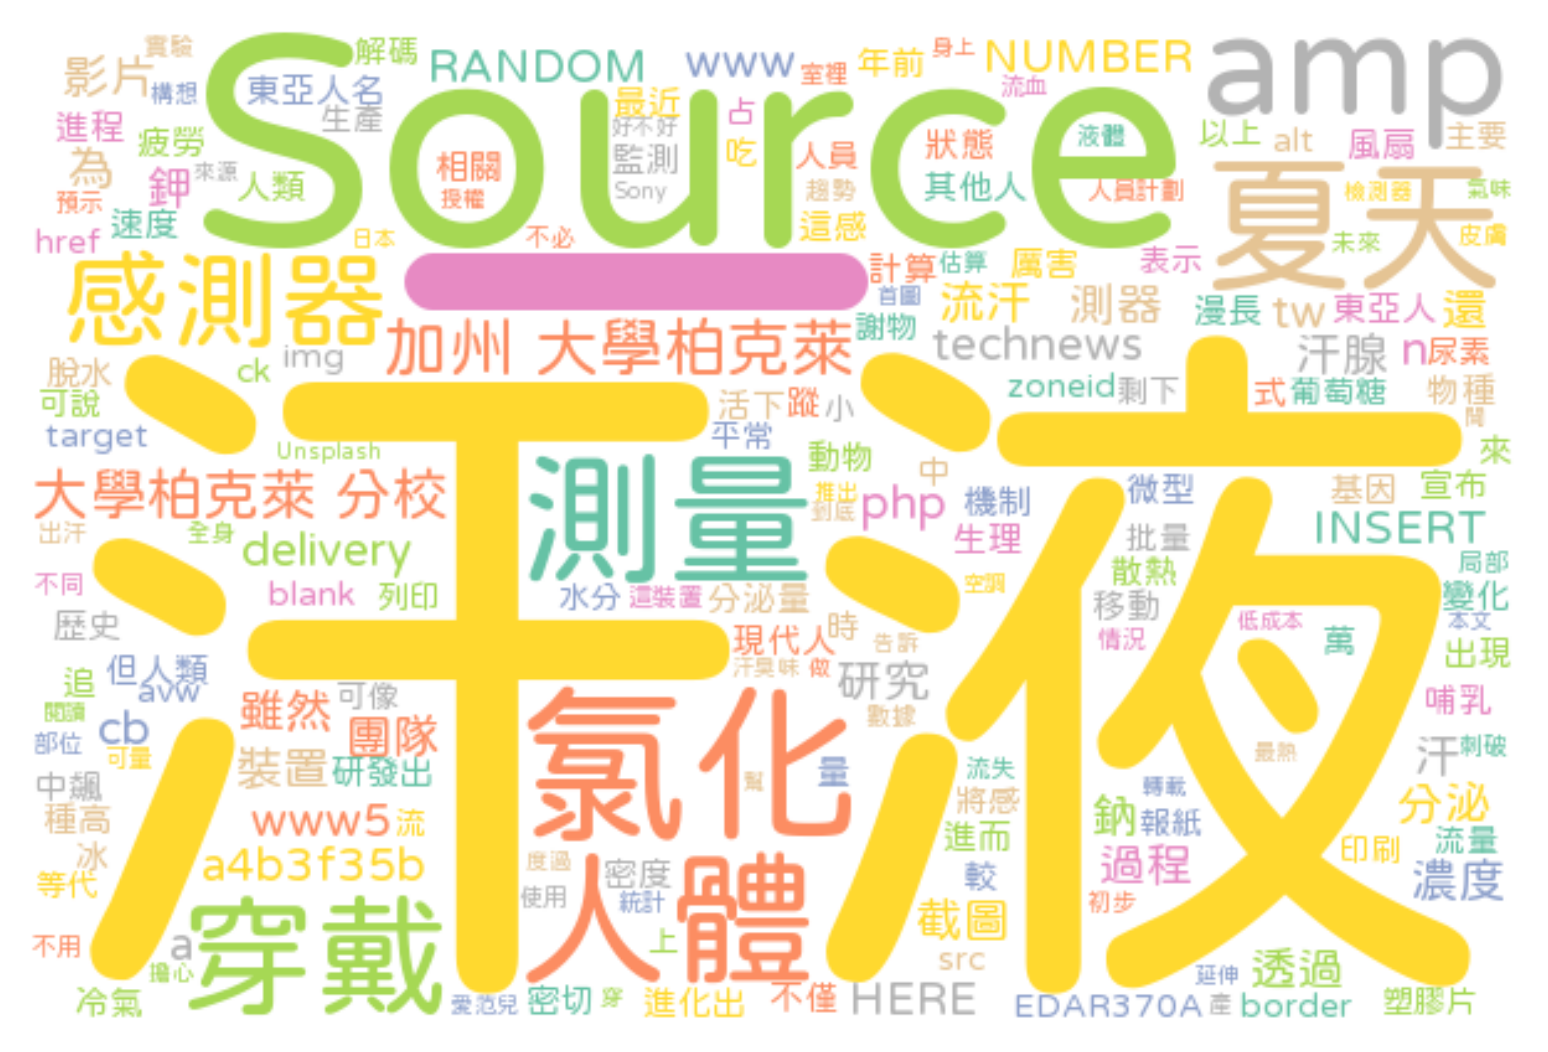 實驗
影片
構想
東亞人名
解碼
RANDOM
www
室裡
年前
身上
NUMBER
amp
流血
Source
進程
疲勞
生產
最近
好不好
占
吃
人員
狀態
液體
以上
alt
風扇
主要
為
鉀
來源
人類
相關
授權
監測
Sony
趨勢
其他人
人員計劃
夏天
檢測器
氣味
預示
速度
href
日本
不必
這感
未來
皮膚
感測器
計算
估算
厲害
表示
首圖
流汗
測器
漫長
tw
東亞人
還
加州 大學柏克萊
謝物
technews
汗腺
n
尿素
脫水
ck
img
可說
target
汗液
活下
蹤
小
平常
zoneid
剩下
式
葡萄糖
物種
聞
Unsplash
大學柏克萊 分校
測量
動物
推出
到底
中
php
機制
微型
基因
宣布
來
出汗
全身
delivery
生理
批量
INSERT
不同
blank
列印
水分
這裝置
分泌量
空調
散熱
移動
局部
變化
歷史
現代人
時
告訴
情況
低成本
萬
本文
出現
追
但人類
avw
汗臭味
做
研究
閱讀
cb
雖然
可像
團隊
氯化
數據
哺乳
部位
可量
裝置
研發出
幫
量
最熱
汗
刺破
中飆
流失
轉載
種高
www5
流
將感
鈉
報紙
分泌
冰
a4b3f35b
進而
過程
印刷
流量
等代
度過
密度
人體
使用
統計
較
初步
濃度
不用
a
穿戴
上
截圖
src
擔心
冷氣
愛范兒
密切
穿
進化出
不僅
HERE
EDAR370A
延伸
產
透過
border
塑膠片